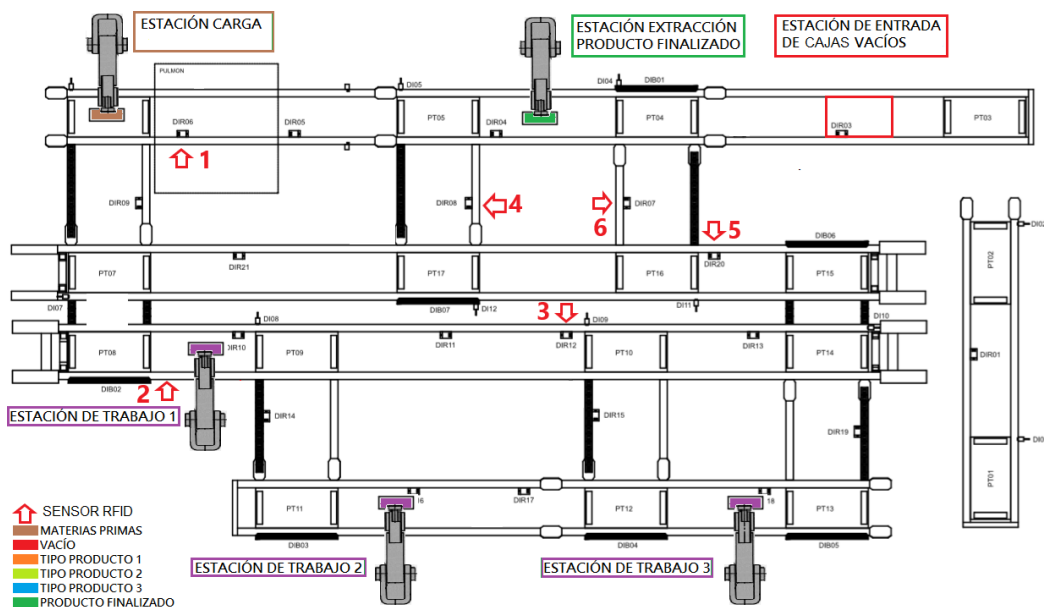 ESTACIÓN CARGA
ESTACIÓN EXTRACCIÓN
PRODUCTO FINALIZADO
ESTACIÓN DE ENTRADA
DE CAJAS VACÍOS
PULMON
DI05
DI04
DIB01
PT05
PT04
PT03
DIR06
DIR05
DIR04
DIR03
1
DIR09
DIR08
4
6
DIR07
5
DIB06
DI02
PT02
PT07
DIR21
PT17
PT16
DIR20
PT15
DI07
DIB07
DI12
DI11
3
DI08
DI09
DI10
PT08
DIR10
PT09
DIR11
DIR12
PT10
DIR13
PT14
DIR01
DIB02
2
ESTACIÓN DE TRABAJO 1
DIR14
DIR15
DIR19
PT01
PT11
I6
DIR17
PT12
18
PT13
DIB03
DIB04
DIB05
ESTACIÓN DE TRABAJO 2
ESTACIÓN DE TRABAJO 3
SENSOR RFID
MATERIAS PRIMAS
VACÍO
TIPO PRODUCTO 1
TIPO PRODUCTO 2
TIPO PRODUCTO 3
PRODUCTO FINALIZADO